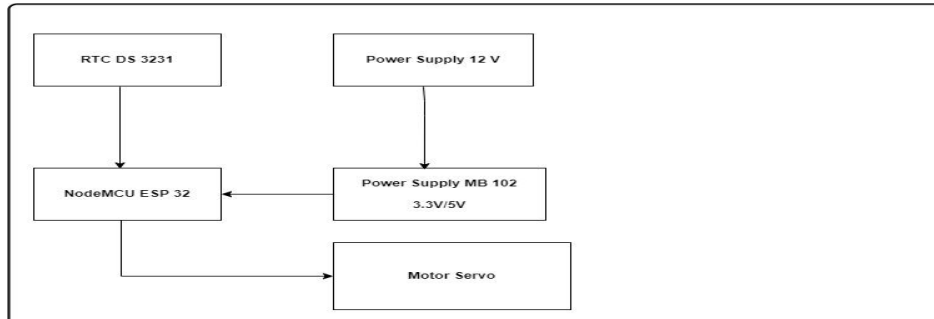 RTC DS 3231
Power Supply 12 V
NodeMCU ESP 32
Power Supply MB 102
3.3V/5V
Motor Servo